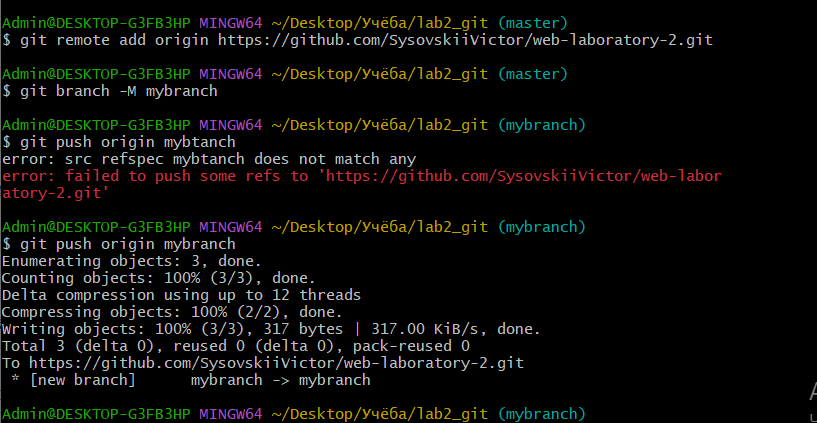 Admin@DESKTOP-G3FB3HP MINGW64 ~/Desktop/Учёба/lab2_git (master)
$ git remote add origin https://github.com/SysovskiiVictor/web-laboratory-2.git
Admin@DESKTOP-G3FB3HP MINGW64 ~/Desktop/Учёба/lab2_git (master)
$ git branch -M mybranch
Admin@DESKTOP-G3FB3HP MINGW64 ~/Desktop/Учёба/lab2_git (mybranch)
$ git push origin mybtanch
error: src refspec mybtanch does not match any
error: failed to push some refs to 'https://github.com/SysovskiiVictor/web-labor
atory-2.git'
Admin@DESKTOP-G3FB3HP MINGW64 ~/Desktop/Учёба/lab2_git (mybranch)
$ git push origin mybranch
Enumerating objects: 3, done.
Counting objects: 100% (3/3), done.
Delta compression using up to 12 threads
Compressing objects: 100% (2/2), done.
Writing objects: 100% (3/3), 317 bytes | 317.00 KiB/s, done.
Total 3 (delta 0), reused 0 (delta 0), pack-reused 0
To https://github.com/SysovskiiVictor/web-laboratory-2.git
 * [new branch]      mybranch -> mybranch
Admin@DESKTOP-G3FB3HP MINGW64 ~/Desktop/Учёба/lab2_git (mybranch)